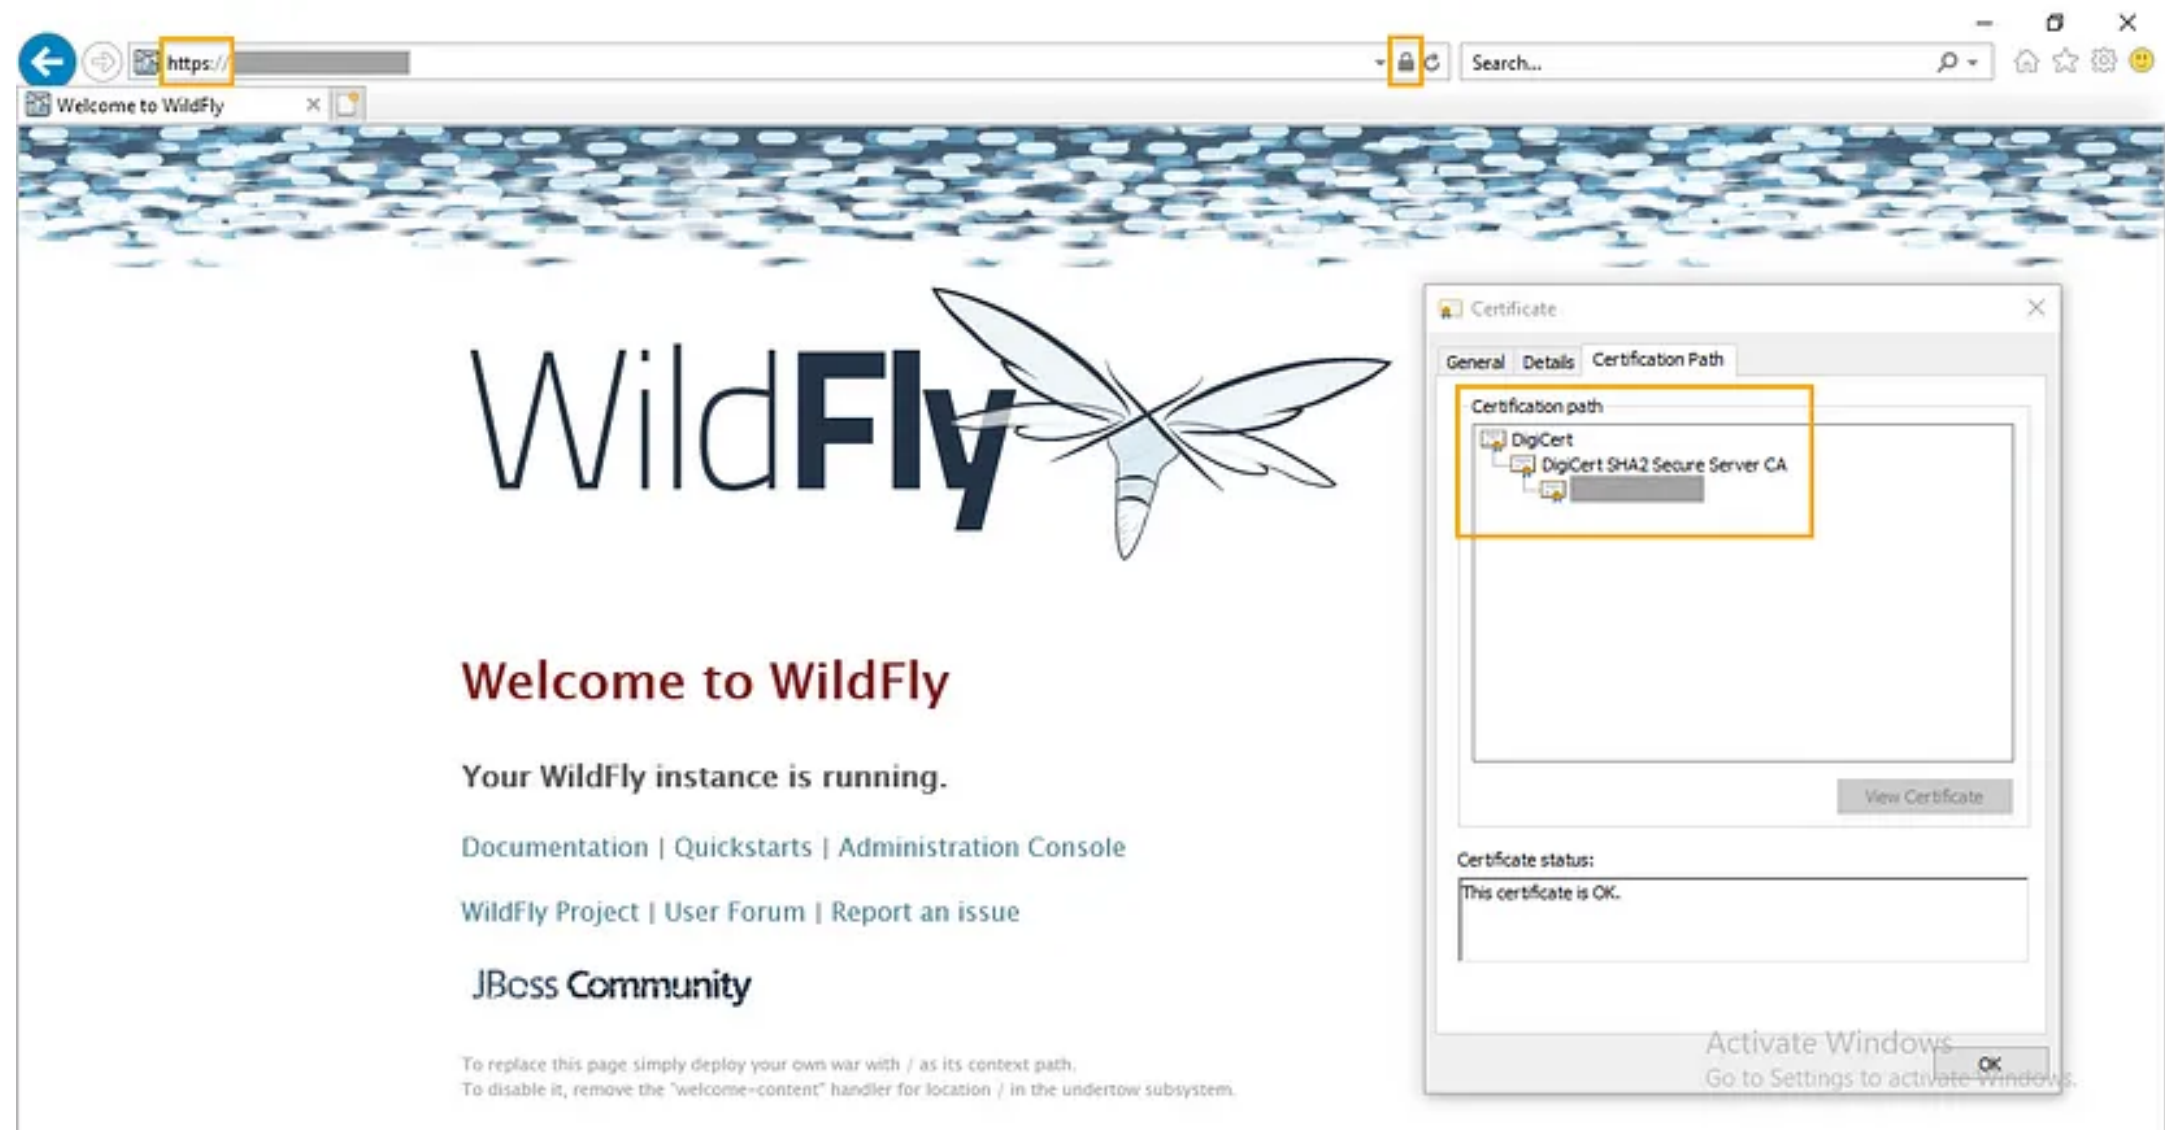 https://
Search...
Welcome to WildFly
WildFly
Certificate
General Details Certification Path
Certification path
DigiCert
DigiCert SHA2 Secure Server CA
View Certificate
Certificate status:
This certificate is OK.
OK
Welcome to WildFly
Your WildFly instance is running.
Documentation | Quickstarts | Administration Console
WildFly Project | User Forum | Report an issue
JBoss Community
To replace this page simply deploy your own war with / as its context path.
To disable it, remove the "welcome-content" handler for location / in the undertow subsystem.
Activate Windows
Go to Settings to activate Windows.